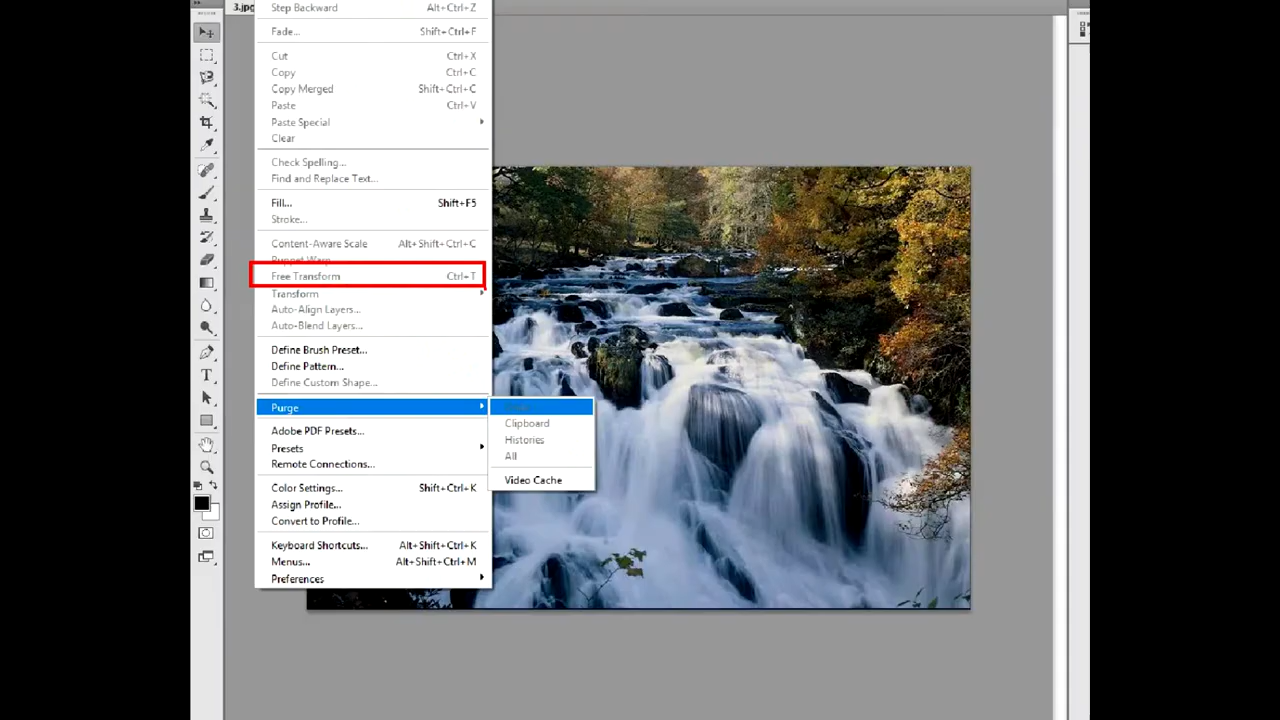 3.jpg
Step Backward Alt+Ctrl+Z
Fade... Shift+Ctrl+F
Cut Ctrl+X
Copy Ctrl+C
Copy Merged Shift+Ctrl+C
Paste Ctrl+V
Paste Special
Clear
Check Spelling...
Find and Replace Text...
Fill... Shift+F5
Stroke...
Content-Aware Scale Alt+Shift+Ctrl+C
Puppet Warp
Free Transform Ctrl+T
Transform
Auto-Align Layers...
Auto-Blend Layers...
Define Brush Preset...
Define Pattern...
Define Custom Shape...
Purge
Clipboard
Histories
All
Video Cache
Adobe PDF Presets...
Presets
Remote Connections...
Color Settings... Shift+Ctrl+K
Assign Profile...
Convert to Profile...
Keyboard Shortcuts... Alt+Shift+Ctrl+K
Menus... Alt+Shift+Ctrl+M
Preferences